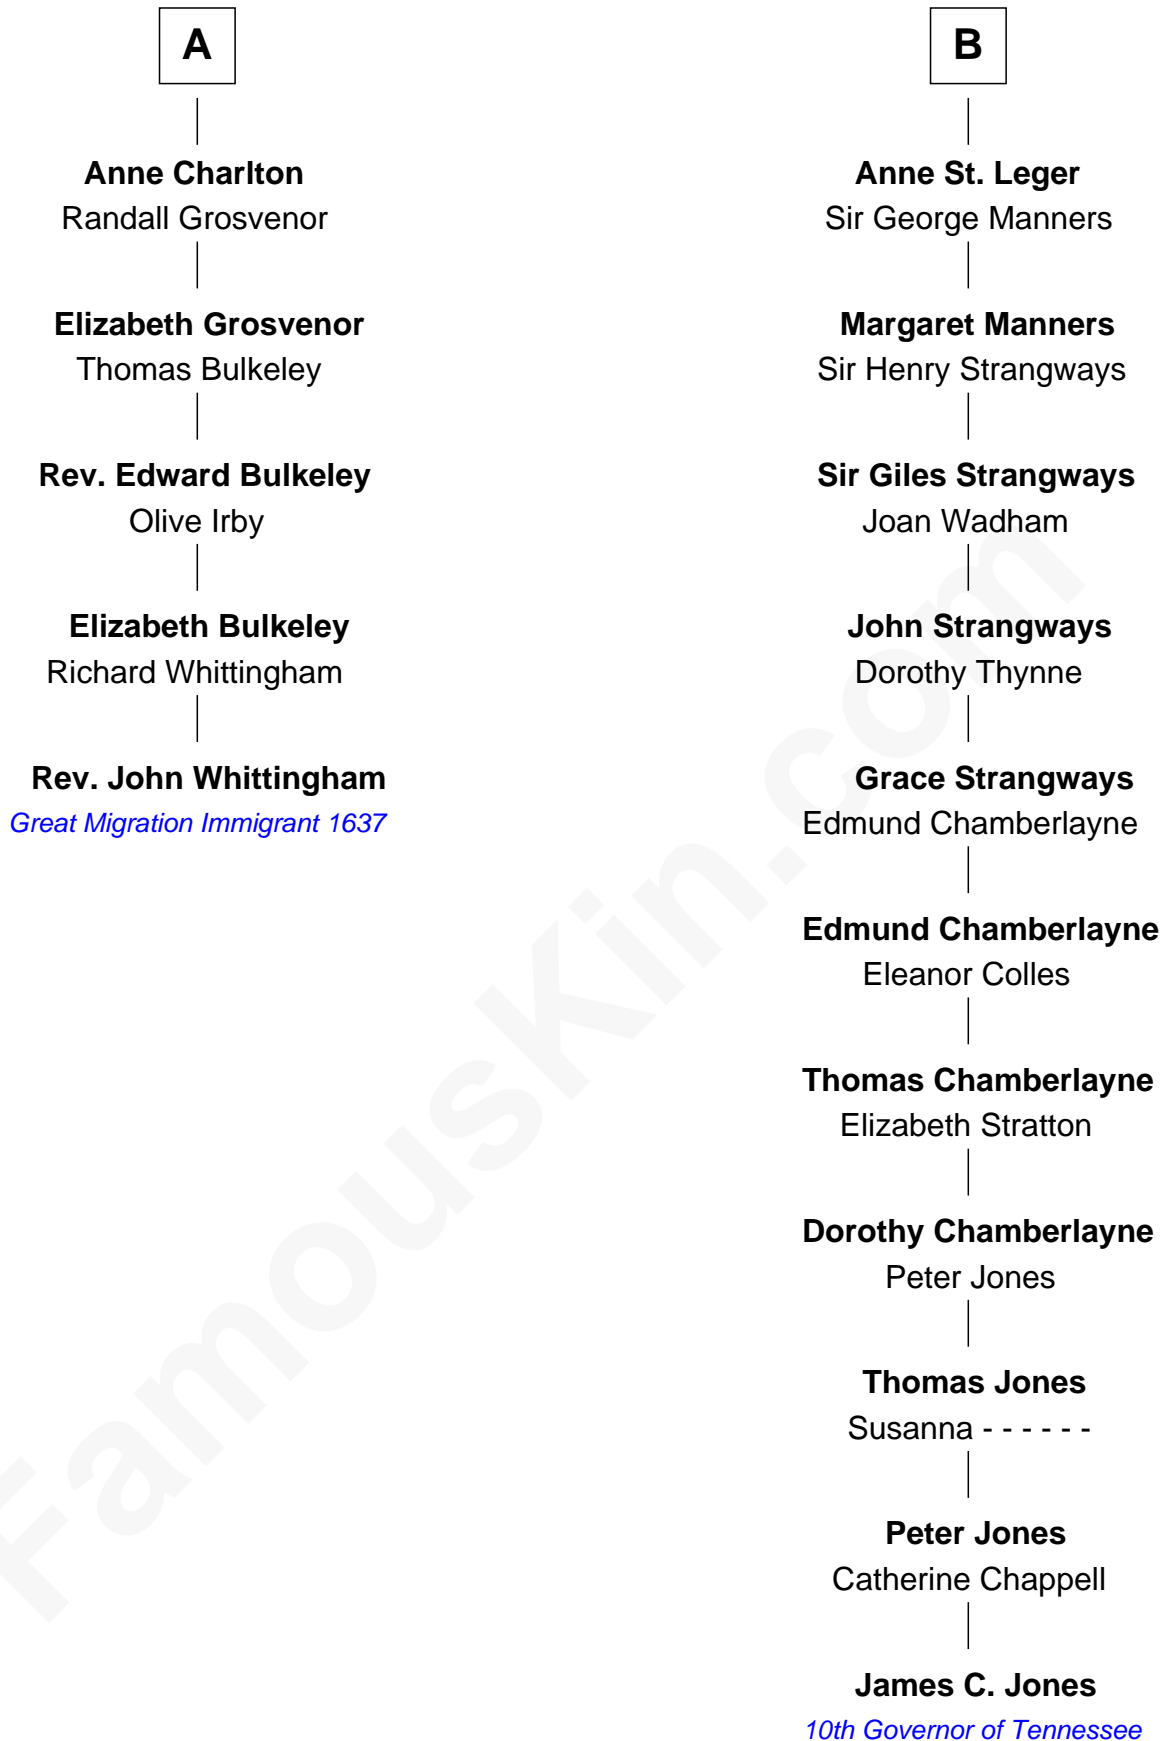 A
Anne Charlton
Randall Grosvenor
Elizabeth Grosvenor
Thomas Bulkeley
Rev. Edward Bulkeley
Olive Irby
Elizabeth Bulkeley
Richard Whittingham
Rev. John Whittingham
Great Migration Immigrant 1637
B
Anne St. Leger
Sir George Manners
Margaret Manners
Sir Henry Strangways
Sir Giles Strangways
Joan Wadham
John Strangways
Dorothy Thynne
Grace Strangways
Edmund Chamberlayne
Edmund Chamberlayne
Eleanor Colles
Thomas Chamberlayne
Elizabeth Stratton
Dorothy Chamberlayne
Peter Jones
Thomas Jones
Susanna - - - - - -
Peter Jones
Catherine Chappell
James C. Jones
10th Governor of Tennessee
FamousKin.com